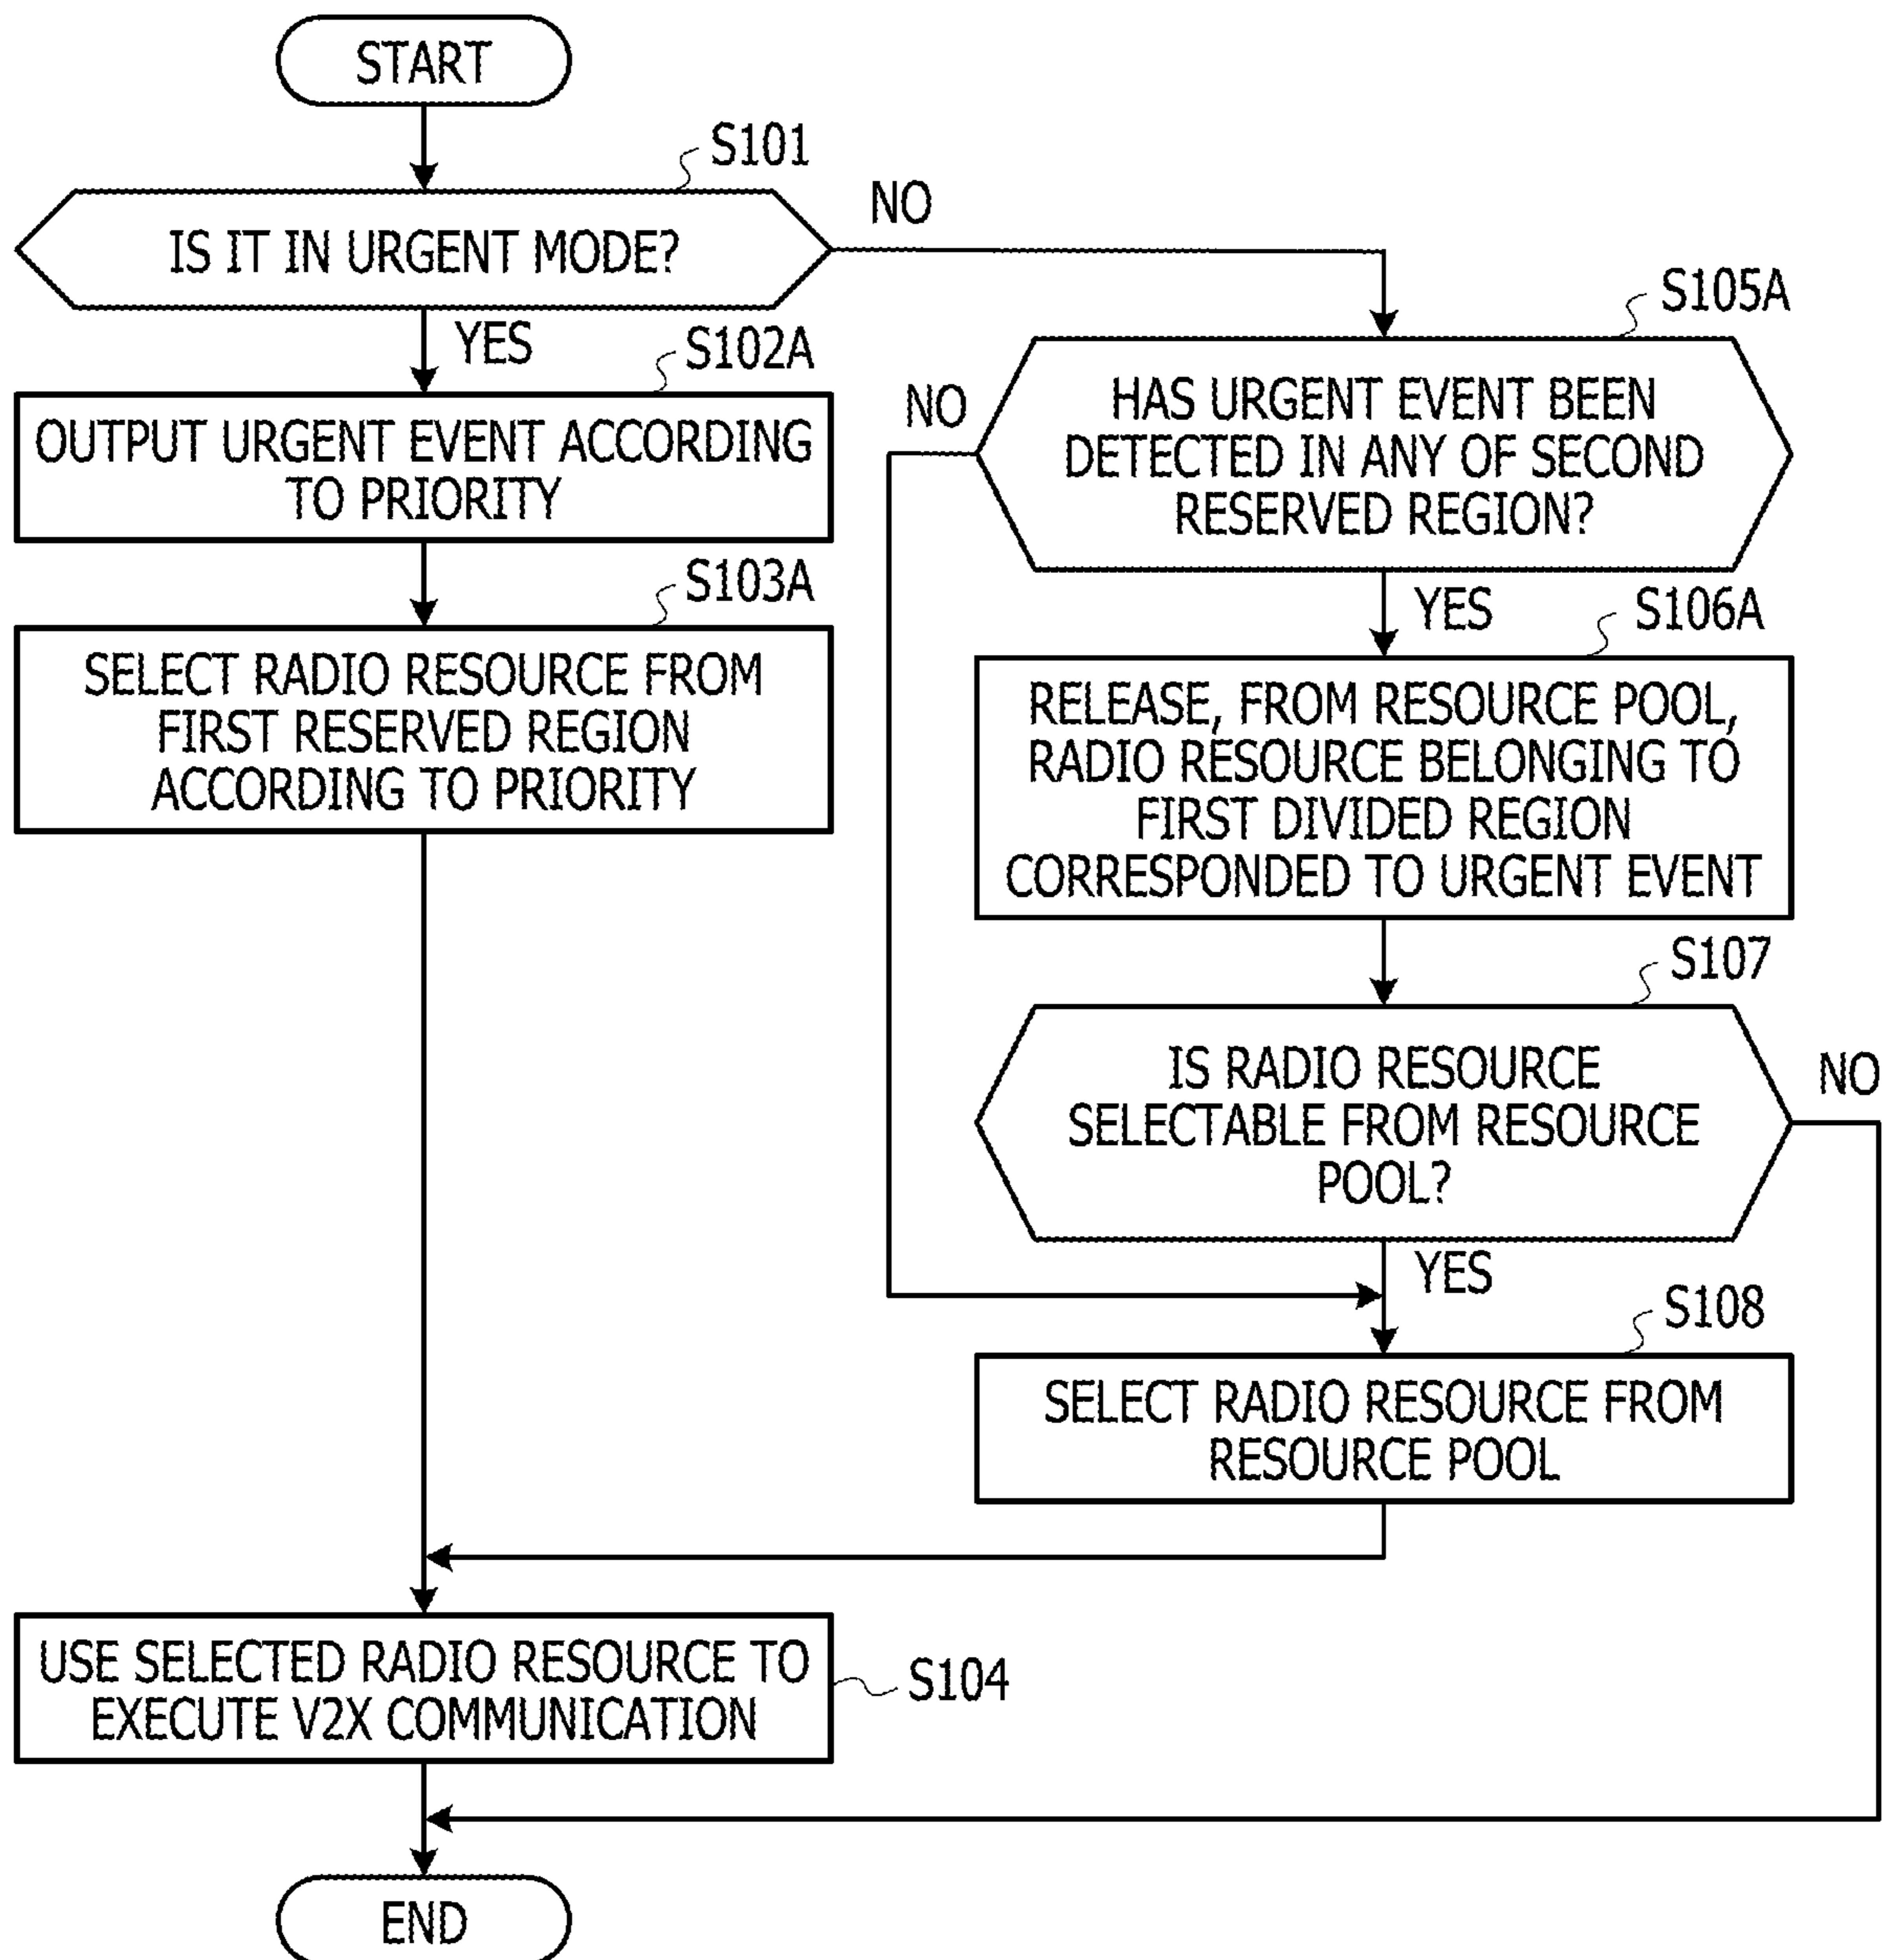 START
S101
IS IT IN URGENT MODE?
NO
YES
S102A
OUTPUT URGENT EVENT ACCORDING
TO PRIORITY
S103A
SELECT RADIO RESOURCE FROM
FIRST RESERVED REGION
ACCORDING TO PRIORITY
S105A
HAS URGENT EVENT BEEN
DETECTED IN ANY OF SECOND
RESERVED REGION?
NO
YES
S106A
RELEASE, FROM RESOURCE POOL,
RADIO RESOURCE BELONGING TO
FIRST DIVIDED REGION
CORRESPONDED TO URGENT EVENT
S107
IS RADIO RESOURCE
SELECTABLE FROM RESOURCE
POOL?
NO
YES
S108
SELECT RADIO RESOURCE FROM
RESOURCE POOL
USE SELECTED RADIO RESOURCE TO
EXECUTE V2X COMMUNICATION
S104
END